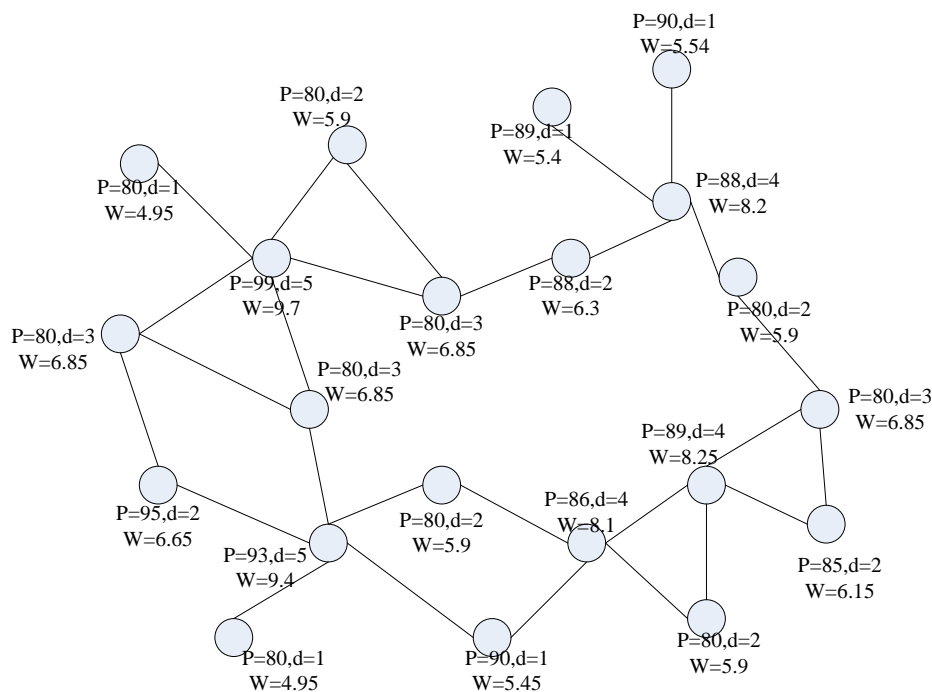 P=90,d=1
W=5.54
P=80,d=2
W=5.9
P=89,d=1
W=5.4
P=80,d=1
W=4.95
P=88,d=4
W=8.2
P=99,d=5
W=9.7
P=88,d=2
W=6.3
P=80,d=2
W=5.9
P=80,d=3
W=6.85
P=80,d=3
W=6.85
P=80,d=3
W=6.85
P=80,d=3
W=6.85
P=89,d=4
W=8.25
P=95,d=2
W=6.65
P=80,d=2
W=5.9
P=86,d=4
W=8.1
P=93,d=5
W=9.4
P=85,d=2
W=6.15
P=80,d=1
W=4.95
P=90,d=1
W=5.45
P=80,d=2
W=5.9